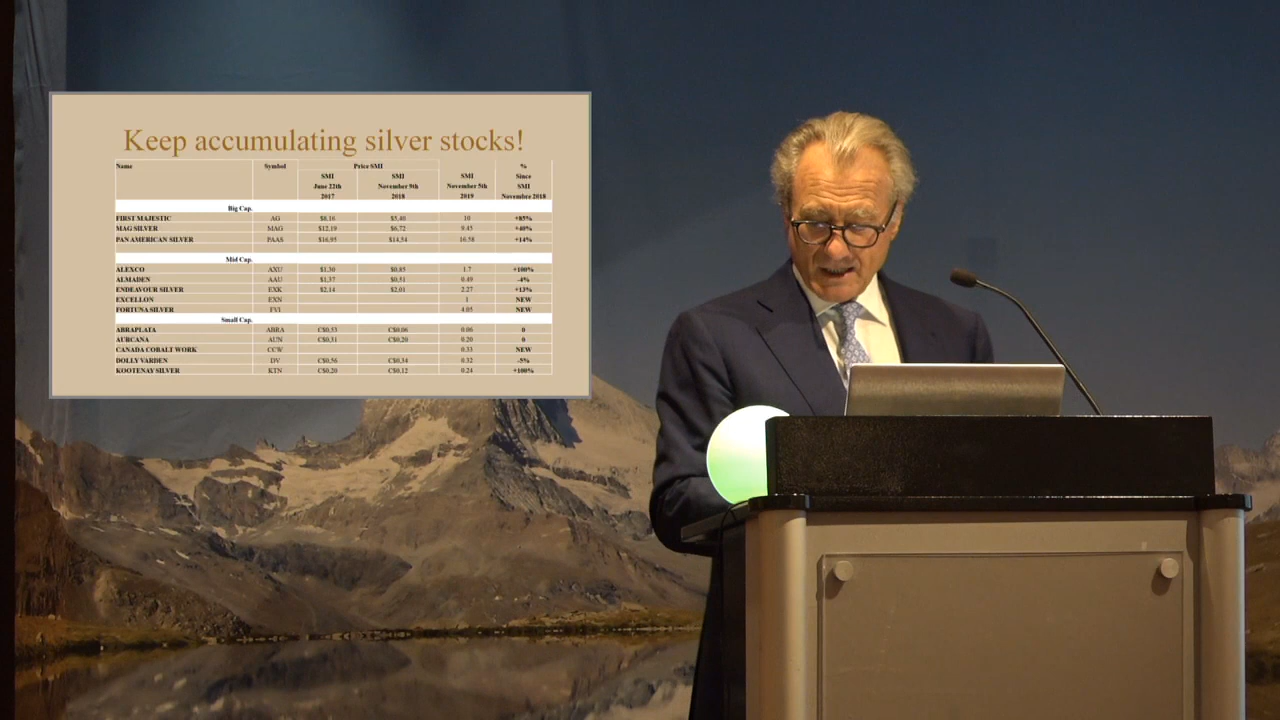 Keep accumulating silver stocks!
Name Symbol Price SMI %
SMI SMI SMI Since
June 22th November 5th November 5th SMI
2017 2018 2019 Novembre 2018
Big Cap.
FIRST MAJESTIC AG $8,16 $5,40 10 +85%
MAG SILVER MAG $12,19 $6,72 9.45 +40%
PAN AMERICAN SILVER PAAS $16,95 $14,54 16.58 +14%
Mid Cap.
ALEXCO AXU $1,30 $0,85 1.7 +100%
ALMADEN AAU $1,37 $0,51 0.49 -4%
ENDEAVOUR SILVER EXK $2,14 $2,01 2.27 +13%
EXCELLON EXN 1 NEW
FORTUNA SILVER FVI 4.05 NEW
Small Cap.
ABRAPLATA ABRA C$0,53 C$0,06 0.06 0
AURCANA AUN C$0,31 C$0,20 0.20 0
CANADA COBALT WORK CCW 0.33 NEW
DOLLY VARDEN DV C$0,56 C$0,34 0.32 -5%
KOOTENAY SILVER KTN C$0,20 C$0,12 0.24 +100%